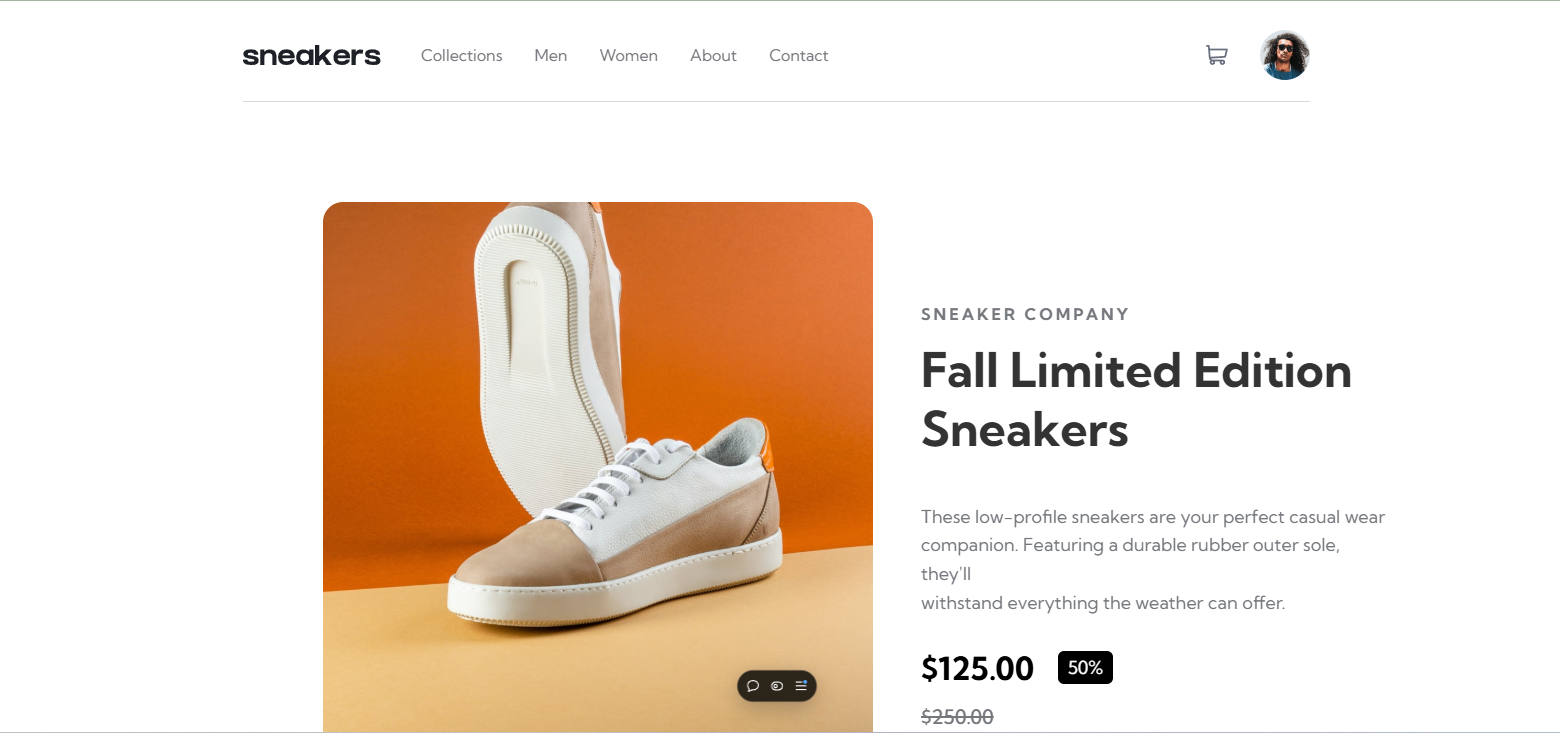 sneakers Collections Men Women About Contact
SNEAKER COMPANY
Fall Limited Edition
Sneakers
These low-profile sneakers are your perfect casual wear
companion. Featuring a durable rubber outer sole,
they'll
withstand everything the weather can offer.
$125.00 50%
$250.00